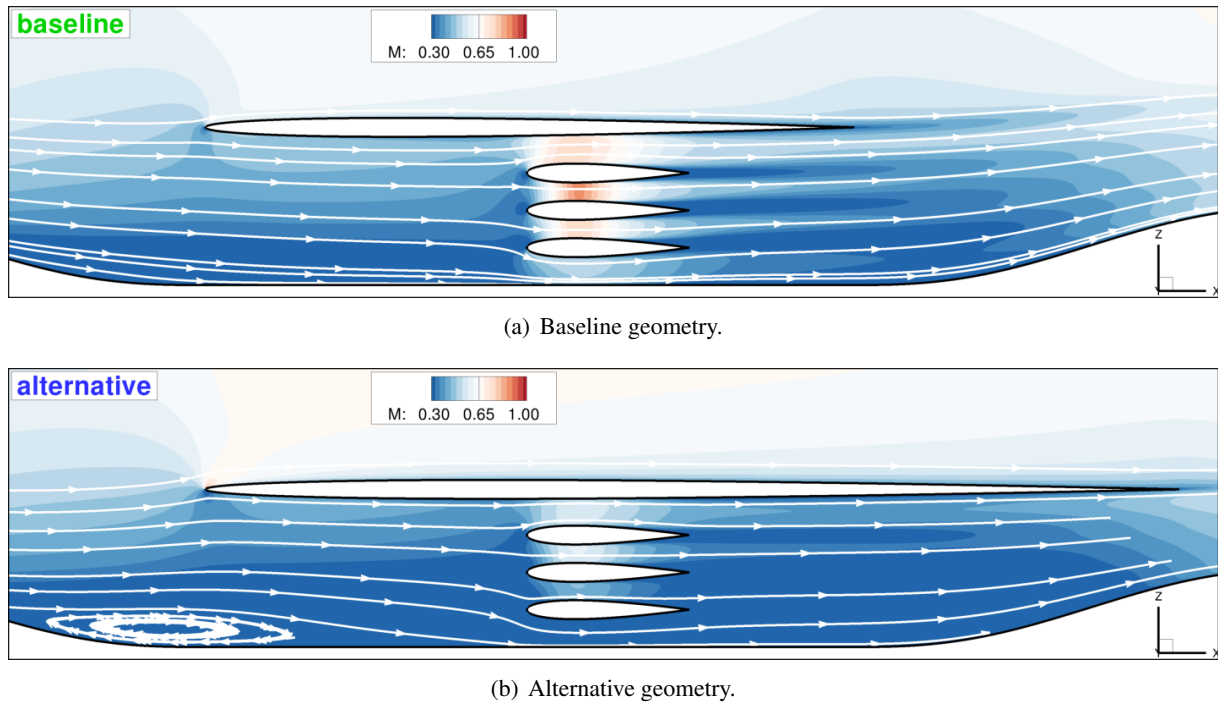 baseline
M: 0.30 0.65 1.00
z
x
(a) Baseline geometry.
alternative
M: 0.30 0.65 1.00
z
x
(b) Alternative geometry.